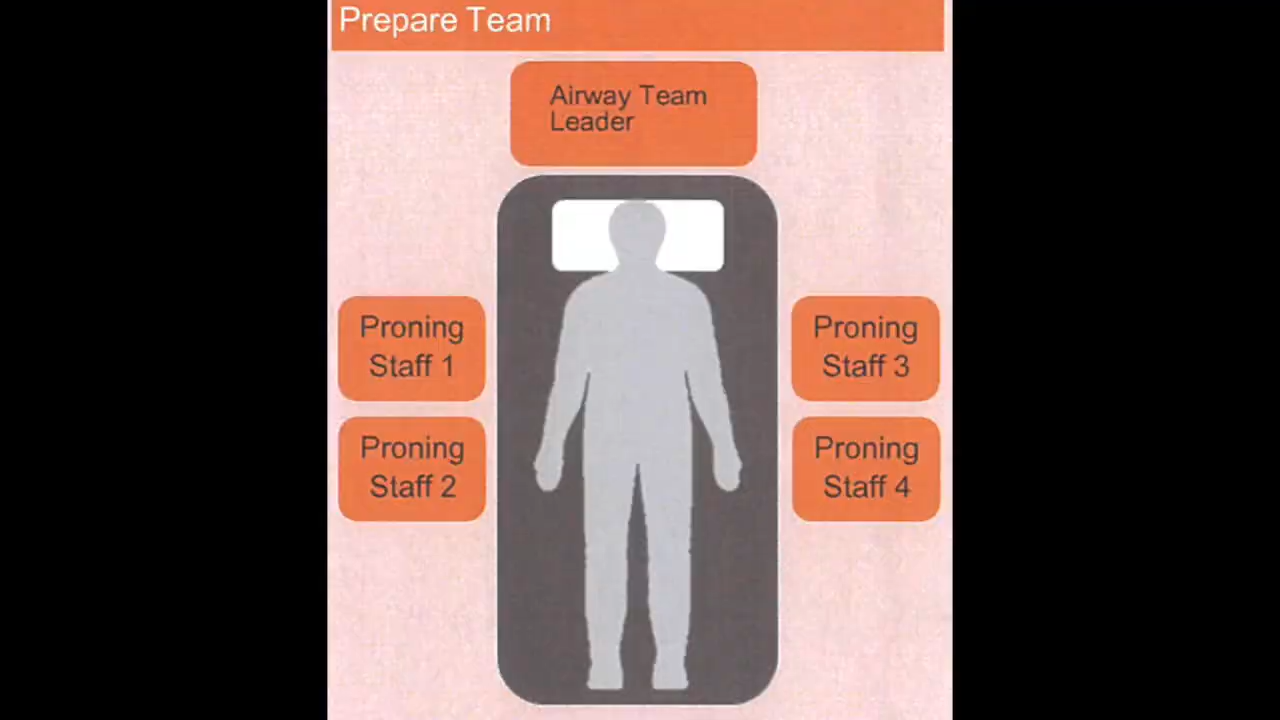 Prepare Team
Airway Team
Leader
Proning
Staff 1
Proning
Staff 3
Proning
Staff 2
Proning
Staff 4